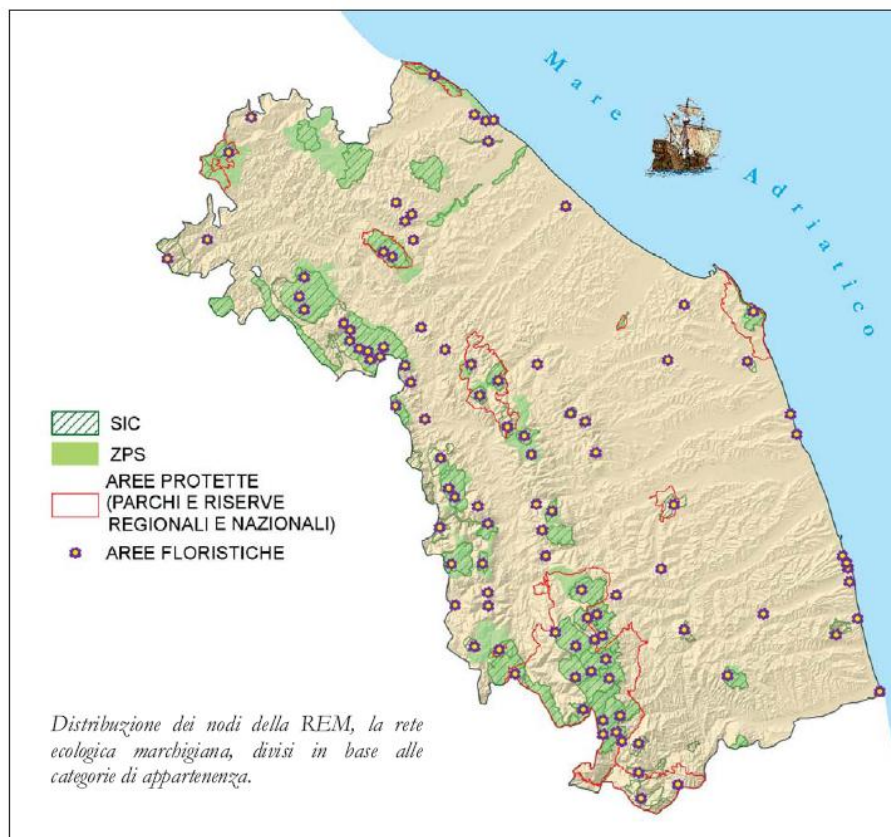 Mare Adriatico
SIC
ZPS
AREE PROTETTE
(PARCHI E RISERVE
REGIONALI E NAZIONALI)
AREE FLORISTICHE
Distribuzione dei nodi della REM, la rete
ecologica marchigiana, divisi in base alle
categorie di appartenenza.